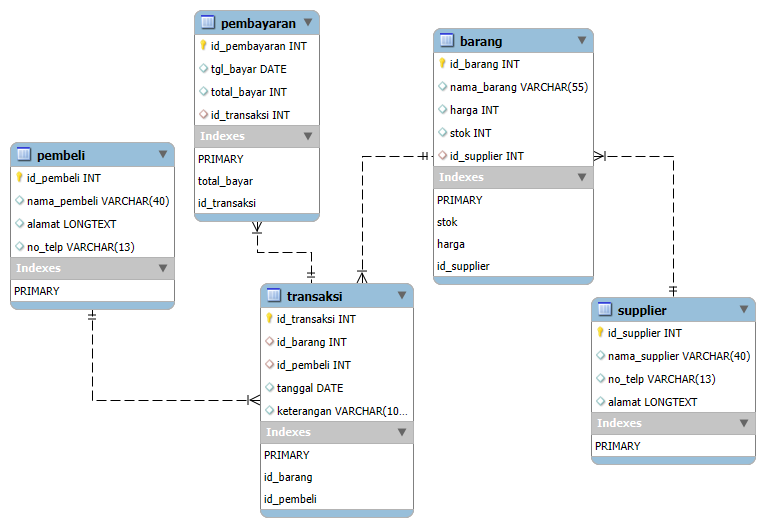 pembayaran
id_pembayaran INT
tgl_bayar DATE
total_bayar INT
id_transaksi INT
Indexes
PRIMARY
total_bayar
id_transaksi
barang
id_barang INT
nama_barang VARCHAR(55)
harga INT
stok INT
id_supplier INT
Indexes
PRIMARY
stok
harga
id_supplier
pembeli
id_pembeli INT
nama_pembeli VARCHAR(40)
alamat LONGTEXT
no_telp VARCHAR(13)
Indexes
PRIMARY
transaksi
id_transaksi INT
id_barang INT
id_pembeli INT
tanggal DATE
keterangan VARCHAR(10...
Indexes
PRIMARY
id_barang
id_pembeli
supplier
id_supplier INT
nama_supplier VARCHAR(40)
no_telp VARCHAR(13)
alamat LONGTEXT
Indexes
PRIMARY